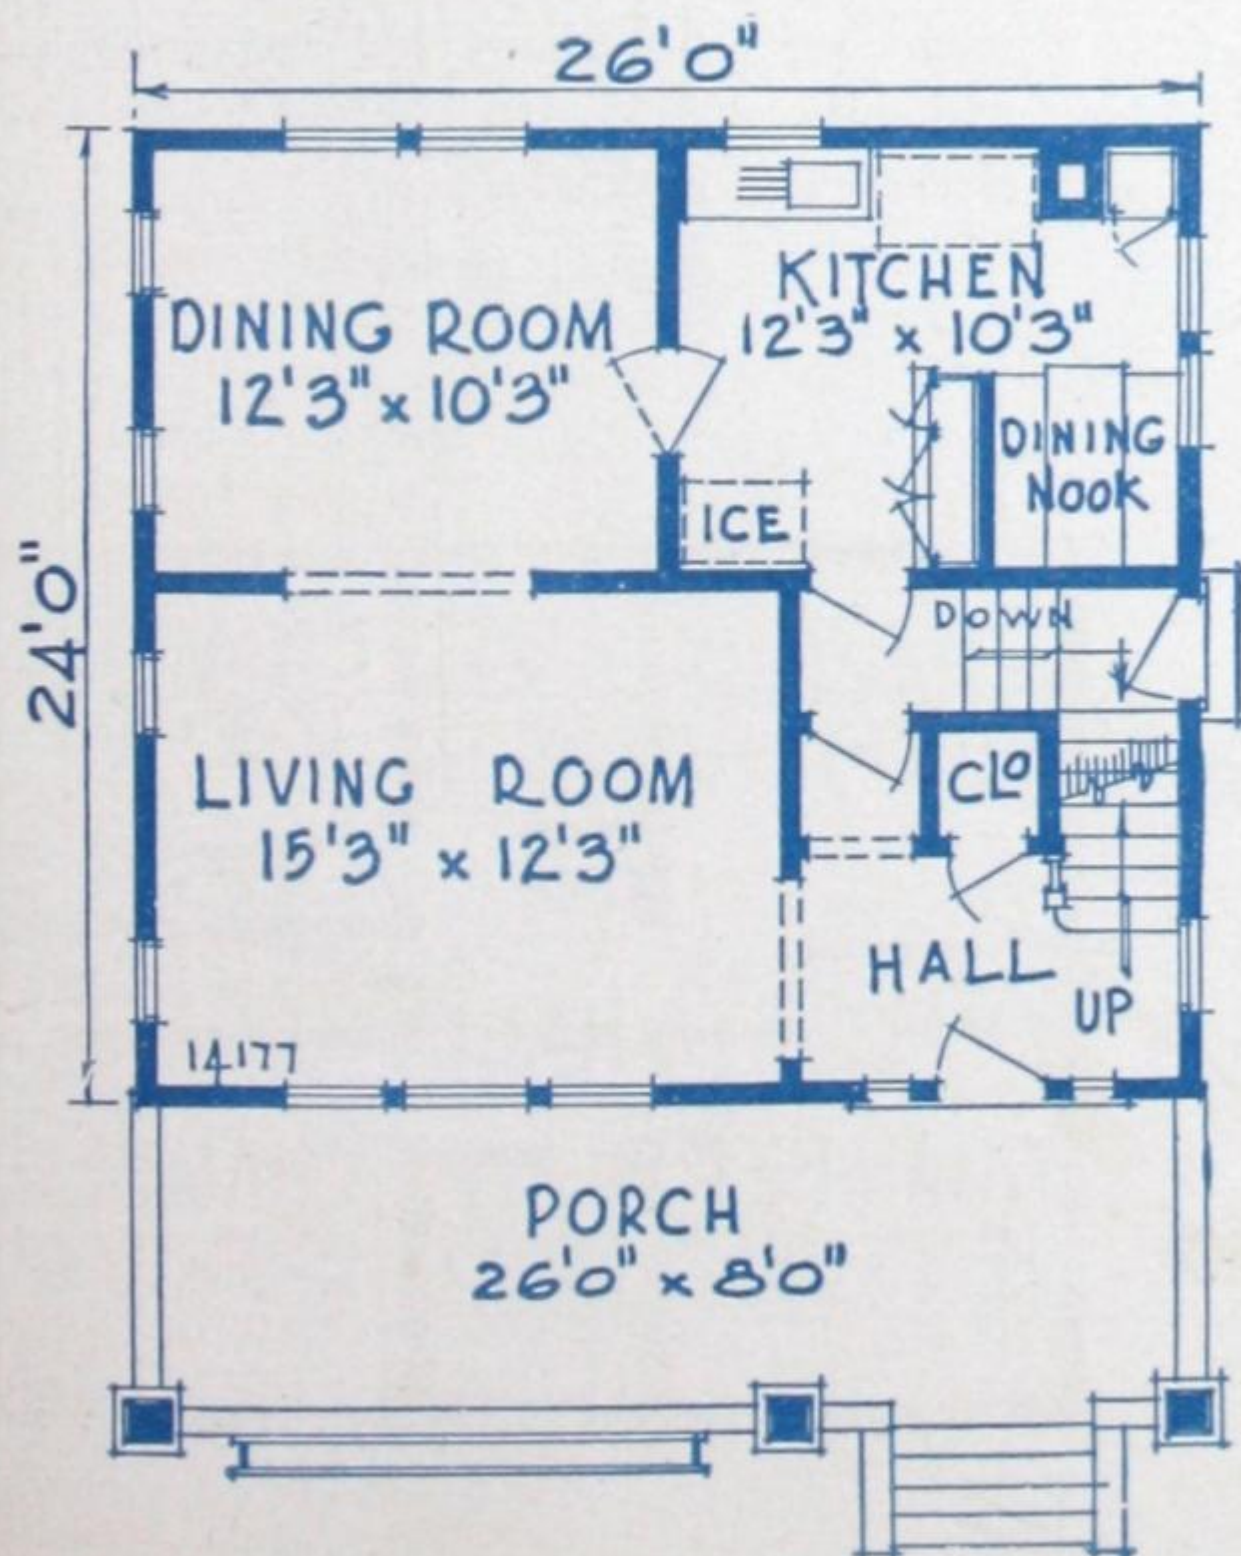 26'0"
24'0"
DINING ROOM
12'3" x 10'3"
KITCHEN
12'3" x 10'3"
DINING
NOOK
ICE
DOWN
LIVING ROOM
15'3" x 12'3"
CLO
HALL
UP
14177
PORCH
26'0" x 8'0"